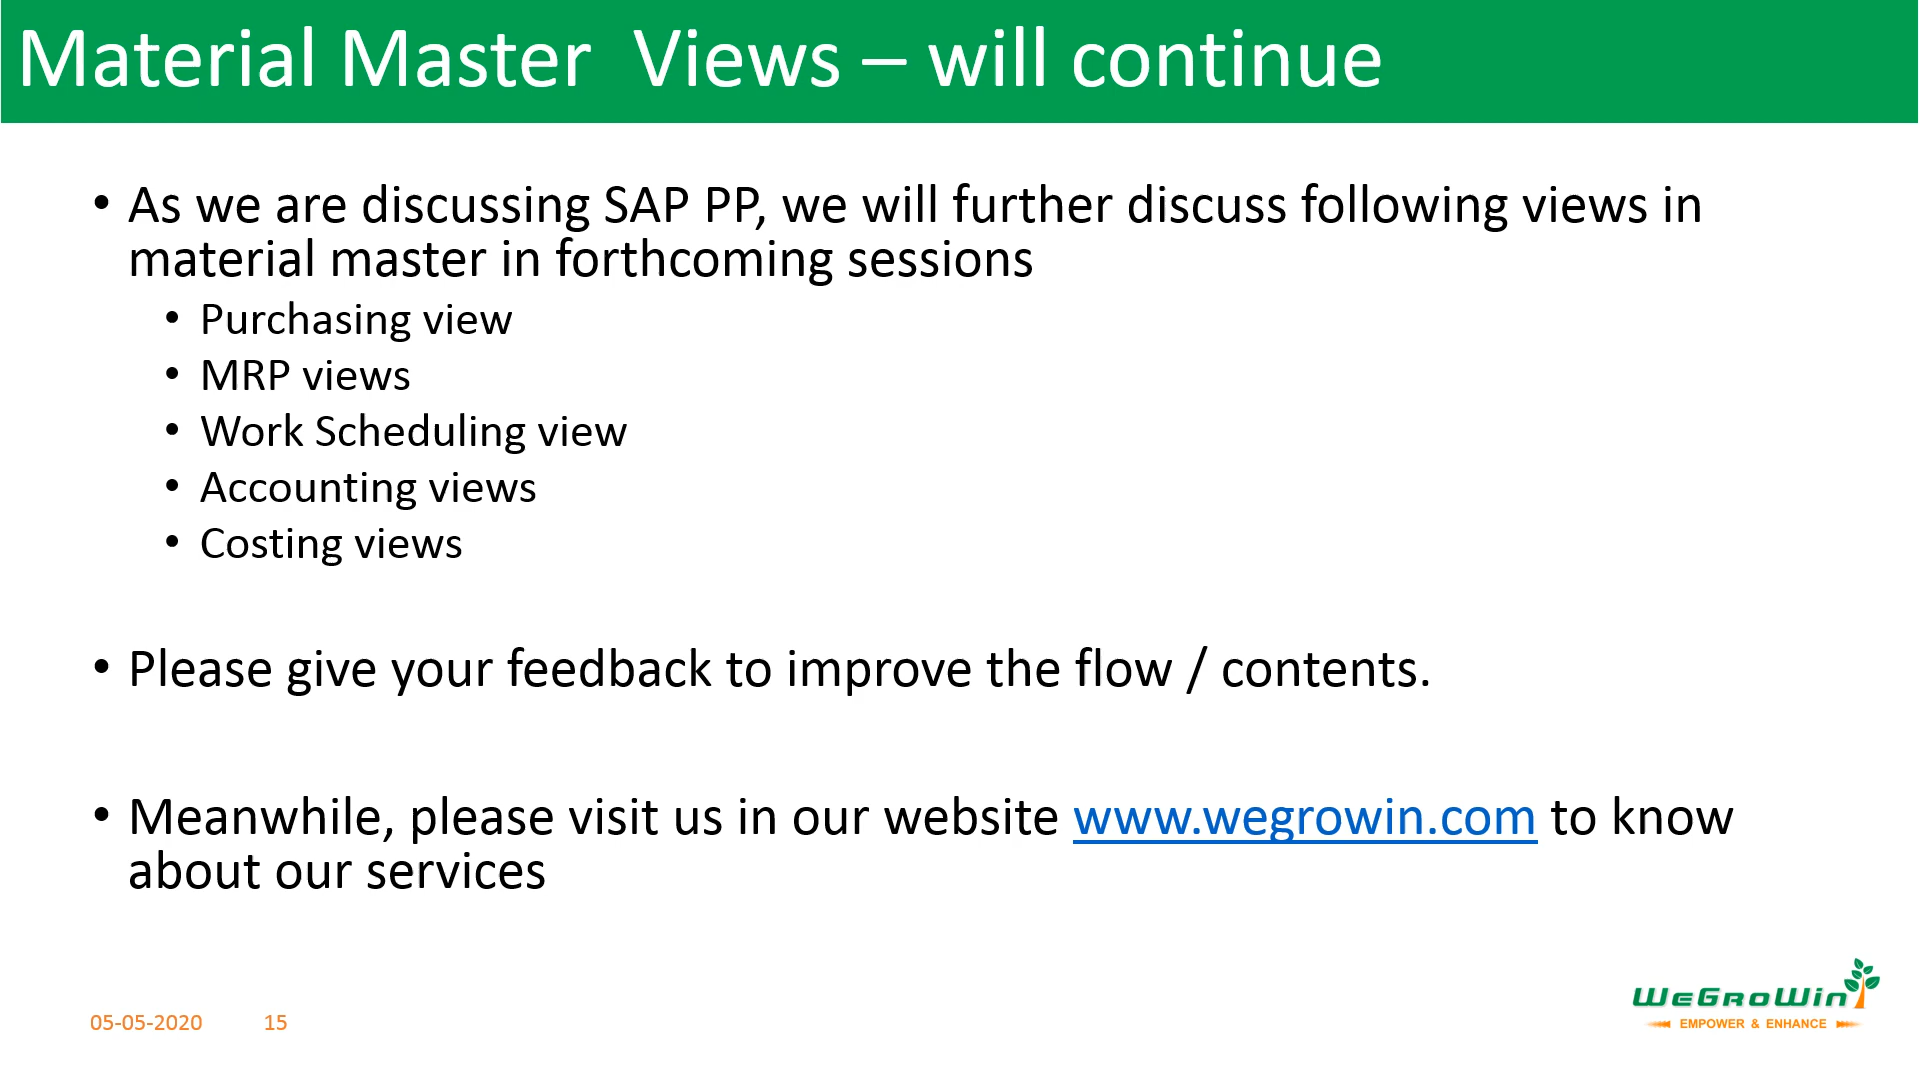 Material Master  Views – will continue
• As we are discussing SAP PP, we will further discuss following views in
material master in forthcoming sessions
• Purchasing view
• MRP views
• Work Scheduling view
• Accounting views
• Costing views
• Please give your feedback to improve the flow / contents.
• Meanwhile, please visit us in our website www.wegrowin.com to know
about our services
WeGroWin
EMPOWER & ENHANCE
05-05-2020 15